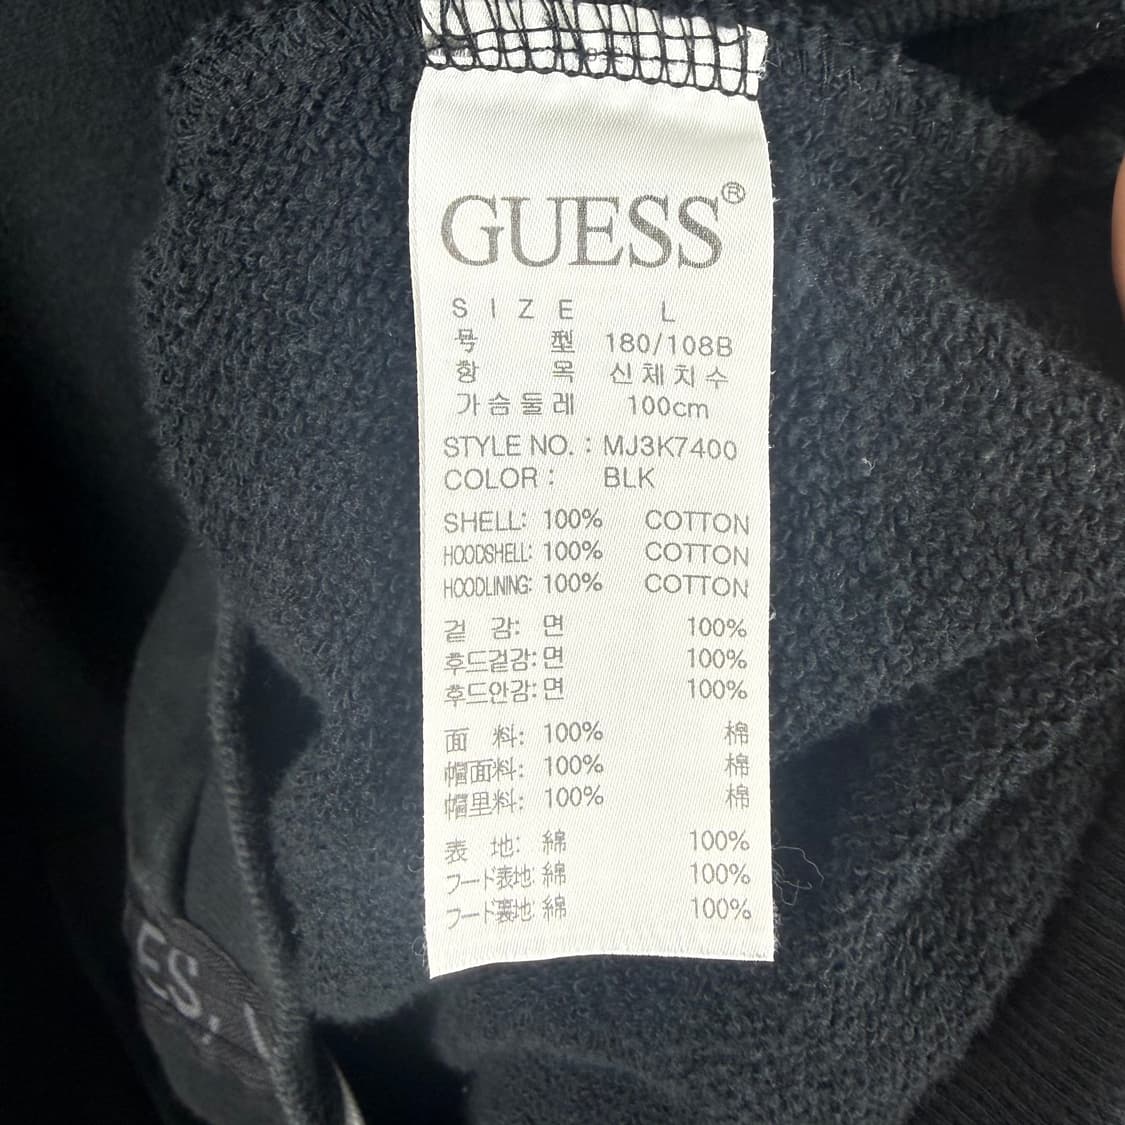 GUESS®
SIZE L
号 型 180/108B
항 목 신체치수
가슴둘레 100cm
STYLE NO. : MJ3K7400
COLOR : BLK
SHELL: 100% COTTON
HOODSHELL: 100% COTTON
HOODLINING: 100% COTTON
겉 감: 면 100%
후드겉감: 면 100%
후드안감: 면 100%
面 料: 100% 棉
帽面料: 100% 棉
帽里料: 100% 棉
表 地: 綿 100%
フード表地: 綿 100%
フード裏地: 綿 100%
ES,